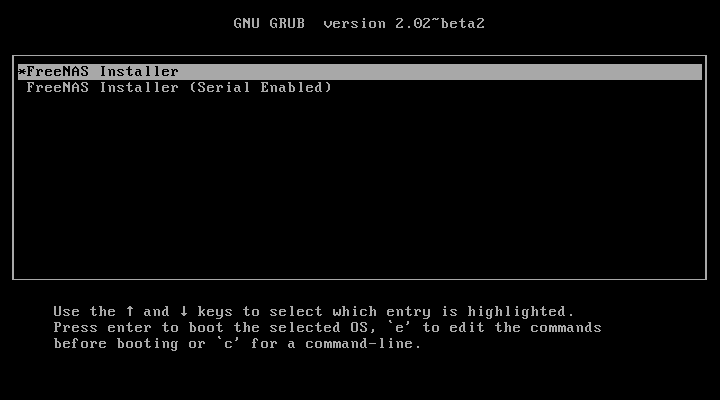 GNU GRUB  version 2.02~beta2
*FreeNAS Installer
FreeNAS Installer (Serial Enabled)
Use the ↑ and ↓ keys to select which entry is highlighted.
Press enter to boot the selected OS, `e' to edit the commands
before booting or `c' for a command-line.